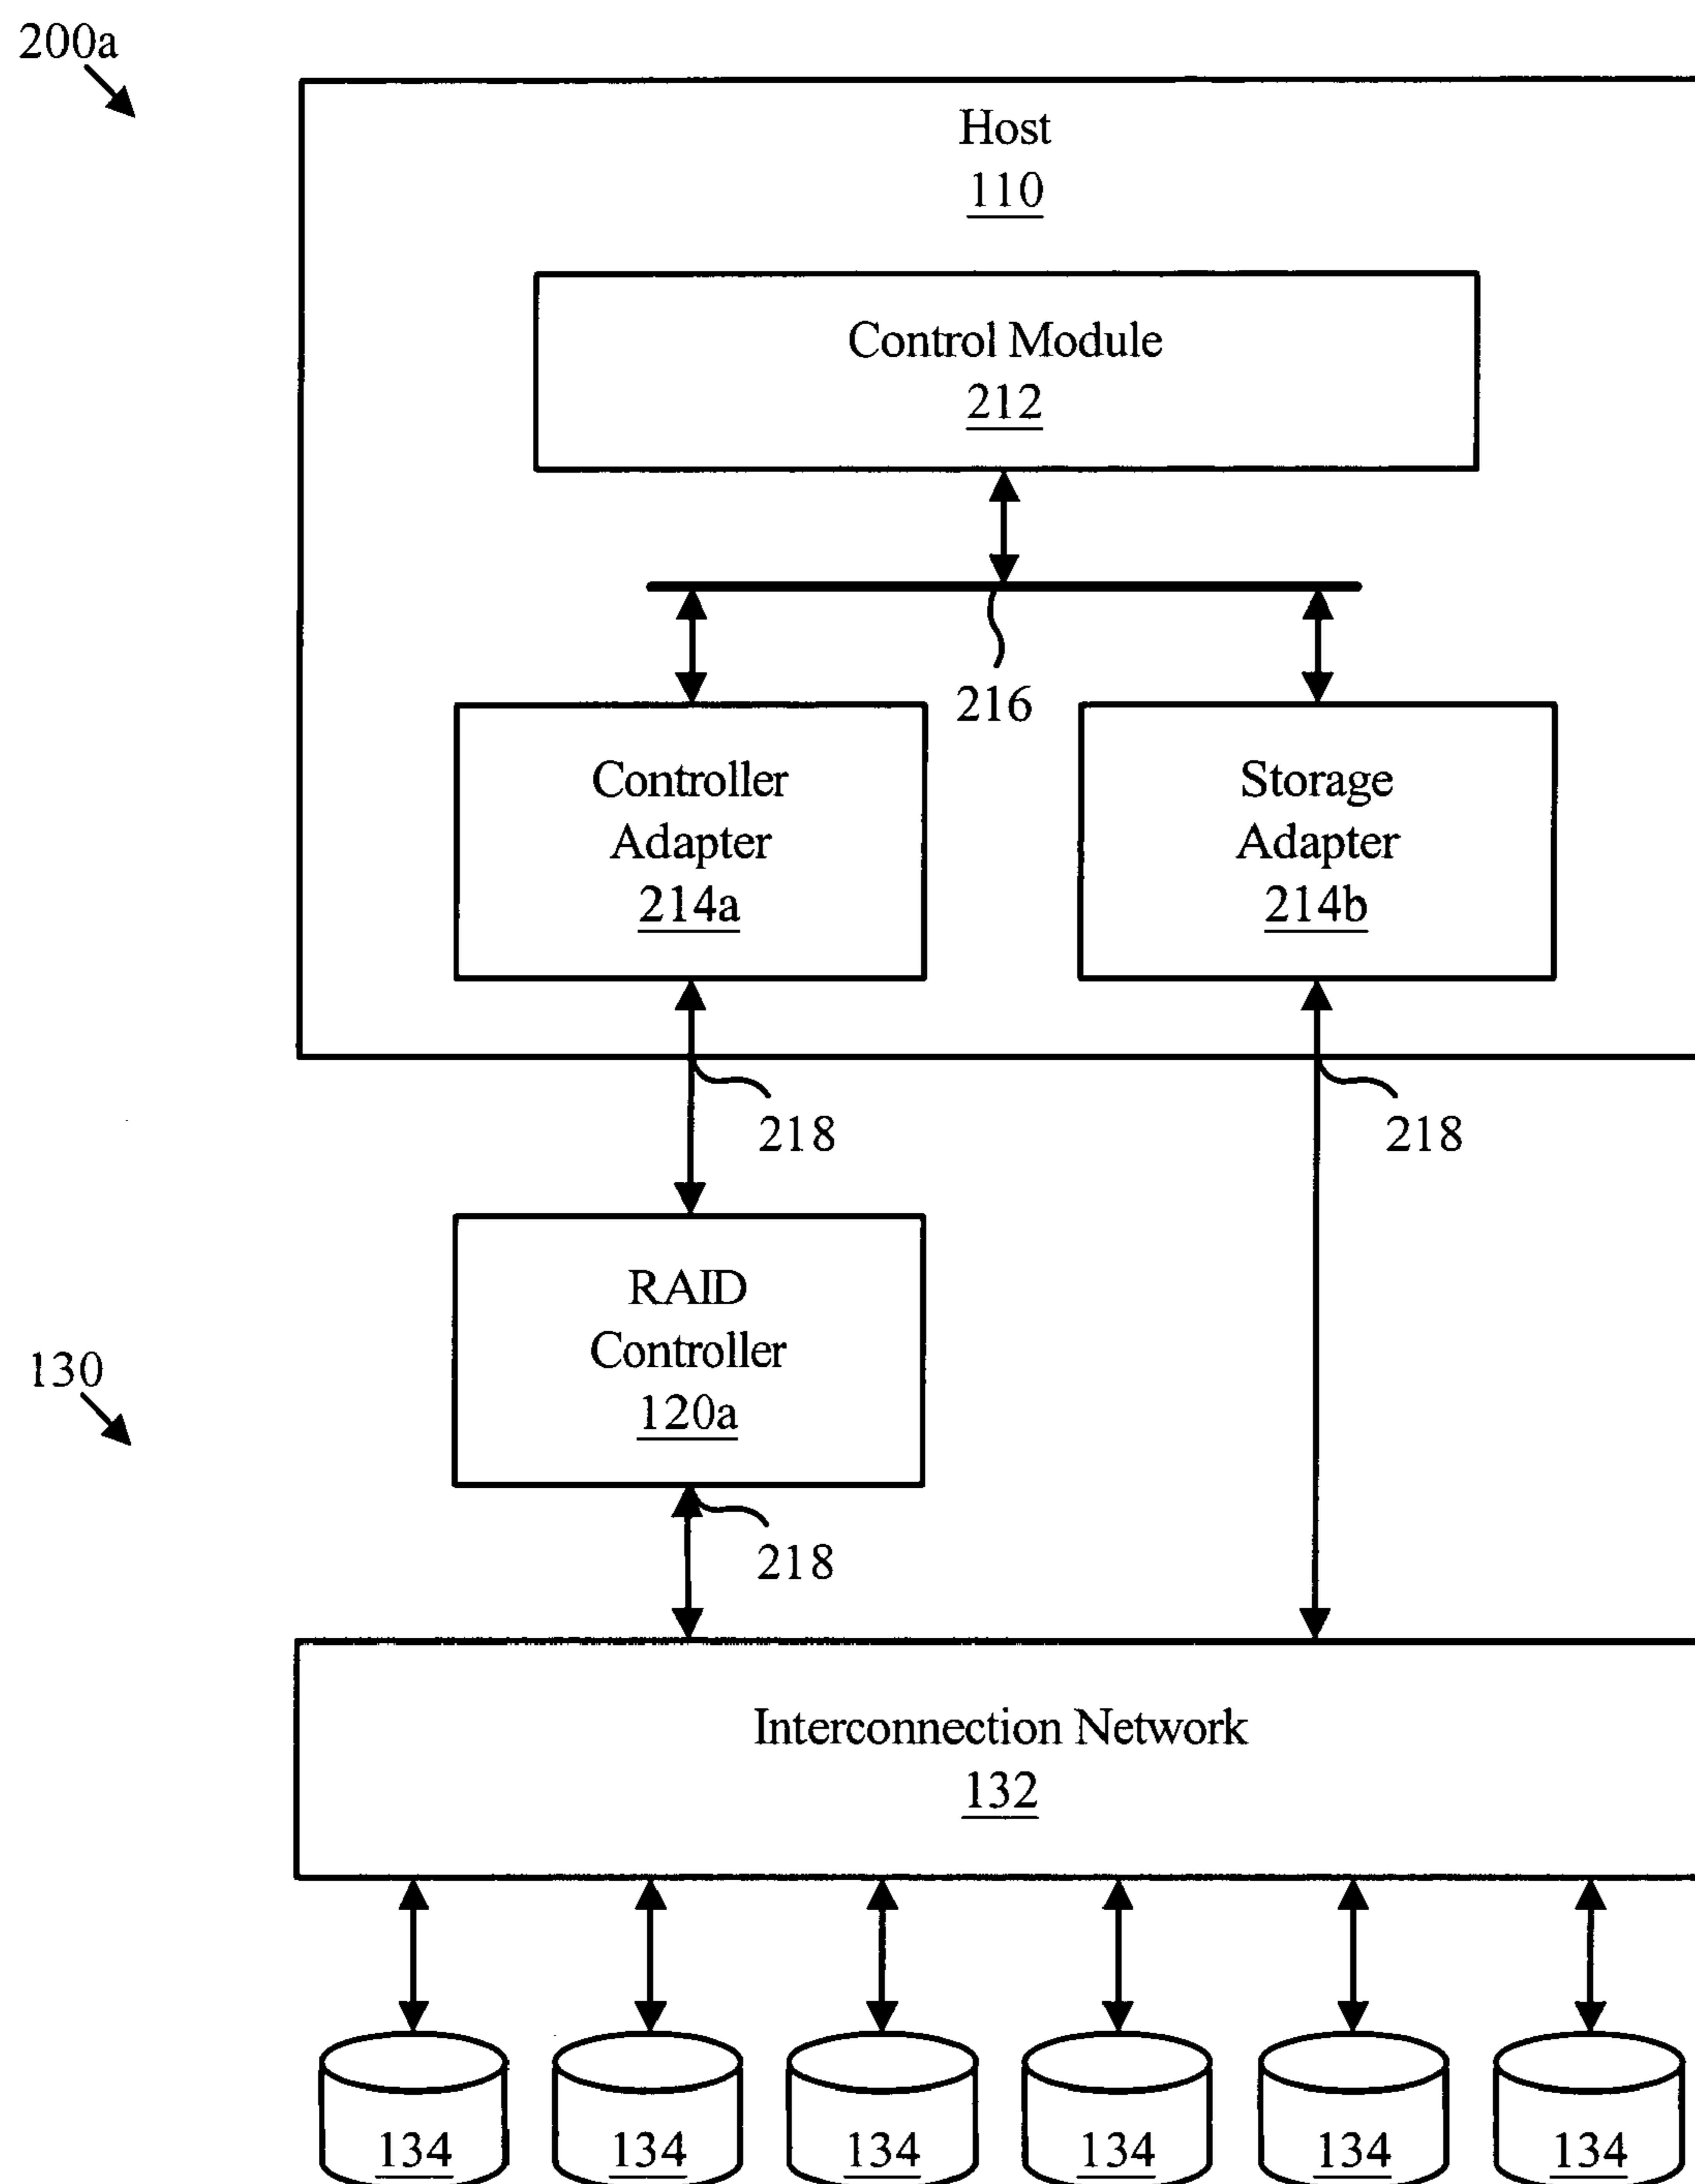 200a
Host
110
Control Module
212
216
Controller
Adapter
214a
Storage
Adapter
214b
218
218
RAID
Controller
120a
130
218
Interconnection Network
132
134 134 134 134 134 134